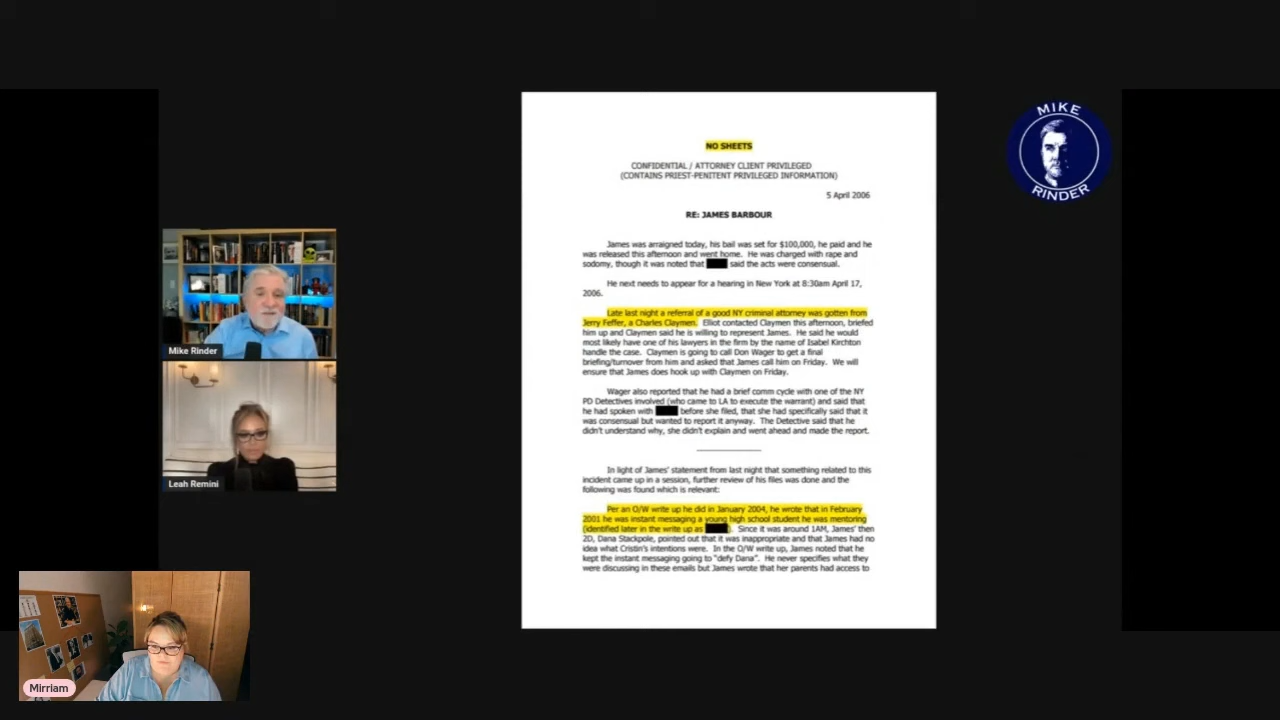 MIKE
RINDER
NO SHEETS
CONFIDENTIAL / ATTORNEY CLIENT PRIVILEGED
(CONTAINS PRIEST-PENITENT PRIVILEGED INFORMATION)
5 April 2006
RE: JAMES BARBOUR
James was arraigned today, his bail was set for $100,000, he paid and he
was released this afternoon and went home. He was charged with rape and
sodomy, though it was noted that said the acts were consensual.
He next needs to appear for a hearing in New York at 8:30am April 17,
2006.
Late last night a referral of a good NY criminal attorney was gotten from
Jerry Feffer, a Charles Claymen. Elliot contacted Claymen this afternoon, briefed
him up and Claymen said he is willing to represent James. He said he would
most likely have one of his lawyers in the firm by the name of Isabel Kirchton
handle the case. Claymen is going to call Don Wager to get a final
briefing/turnover from him and asked that James call him on Friday. We will
ensure that James does hook up with Claymen on Friday.
Wager also reported that he had a brief comm cycle with one of the NY
PD Detectives involved (who came to LA to execute the warrant) and said that
he had spoken with before she filed, that she had specifically said that it
was consensual but wanted to report it anyway. The Detective said that he
didn't understand why, she didn't explain and went ahead and made the report.
In light of James' statement from last night that something related to this
incident came up in a session, further review of his files was done and the
following was found which is relevant:
Per an O/W write up he did in January 2004, he wrote that in February
2001 he was instant messaging a young high school student he was mentoring
(identified later in the write up as ). Since it was around 1AM, James' then
2D, Dana Stackpole, pointed out that it was inappropriate and that James had no
idea what Cristin's intentions were. In the O/W write up, James noted that he
kept the instant messaging going to "defy Dana". He never specifies what they
were discussing in these emails but James wrote that her parents had access to
Mike Rinder
Leah Remini
Mirriam